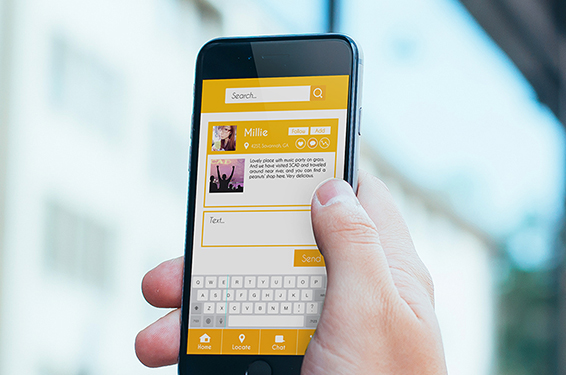 Search...
Millie
Follow Add
4202 Savannah, GA
Lovely place with music party on grass.
And we have visited SCAD and traveled
around near river, and you can find a
peanuts' shop here. Very delicious.
Text...
Send
Q W E R T Y U I O P
A S D F G
Z X C V B N M
Home Locate Chat